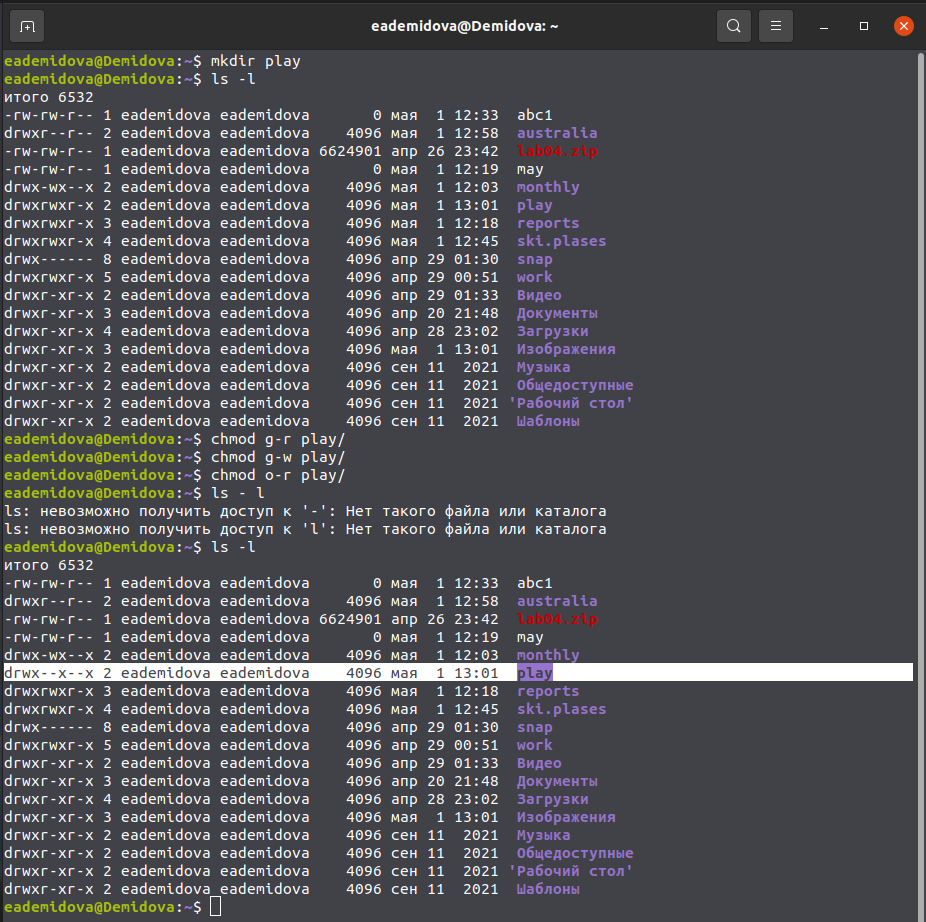 eademidova@Demidova: ~
eademidova@Demidova:~$ mkdir play
eademidova@Demidova:~$ ls -l
итого 6532
-rw-rw-r-- 1 eademidova eademidova       0 мая  1 12:33  abc1
drwxr--r-- 2 eademidova eademidova    4096 мая  1 12:58  australia
-rw-rw-r-- 1 eademidova eademidova 6624901 апр 26 23:42  lab04.zip
-rw-rw-r-- 1 eademidova eademidova       0 мая  1 12:19  may
drwx-wx--x 2 eademidova eademidova    4096 мая  1 12:03  monthly
drwxrwxr-x 2 eademidova eademidova    4096 мая  1 13:01  play
drwxrwxr-x 3 eademidova eademidova    4096 мая  1 12:18  reports
drwxrwxr-x 4 eademidova eademidova    4096 мая  1 12:45  ski.plases
drwx------ 8 eademidova eademidova    4096 апр 29 01:30  snap
drwxrwxr-x 5 eademidova eademidova    4096 апр 29 00:51  work
drwxr-xr-x 2 eademidova eademidova    4096 апр 29 01:33  Видео
drwxr-xr-x 3 eademidova eademidova    4096 апр 20 21:48  Документы
drwxr-xr-x 4 eademidova eademidova    4096 апр 28 23:02  Загрузки
drwxr-xr-x 3 eademidova eademidova    4096 мая  1 13:01  Изображения
drwxr-xr-x 2 eademidova eademidova    4096 сен 11  2021  Музыка
drwxr-xr-x 2 eademidova eademidova    4096 сен 11  2021  Общедоступные
drwxr-xr-x 2 eademidova eademidova    4096 сен 11  2021 'Рабочий стол'
drwxr-xr-x 2 eademidova eademidova    4096 сен 11  2021  Шаблоны
eademidova@Demidova:~$ chmod g-r play/
eademidova@Demidova:~$ chmod g-w play/
eademidova@Demidova:~$ chmod o-r play/
eademidova@Demidova:~$ ls - l
ls: невозможно получить доступ к '-': Нет такого файла или каталога
ls: невозможно получить доступ к 'l': Нет такого файла или каталога
eademidova@Demidova:~$ ls -l
итого 6532
-rw-rw-r-- 1 eademidova eademidova       0 мая  1 12:33  abc1
drwxr--r-- 2 eademidova eademidova    4096 мая  1 12:58  australia
-rw-rw-r-- 1 eademidova eademidova 6624901 апр 26 23:42  lab04.zip
-rw-rw-r-- 1 eademidova eademidova       0 мая  1 12:19  may
drwx-wx--x 2 eademidova eademidova    4096 мая  1 12:03  monthly
drwx--x--x 2 eademidova eademidova    4096 мая  1 13:01  play
drwxrwxr-x 3 eademidova eademidova    4096 мая  1 12:18  reports
drwxrwxr-x 4 eademidova eademidova    4096 мая  1 12:45  ski.plases
drwx------ 8 eademidova eademidova    4096 апр 29 01:30  snap
drwxrwxr-x 5 eademidova eademidova    4096 апр 29 00:51  work
drwxr-xr-x 2 eademidova eademidova    4096 апр 29 01:33  Видео
drwxr-xr-x 3 eademidova eademidova    4096 апр 20 21:48  Документы
drwxr-xr-x 4 eademidova eademidova    4096 апр 28 23:02  Загрузки
drwxr-xr-x 3 eademidova eademidova    4096 мая  1 13:01  Изображения
drwxr-xr-x 2 eademidova eademidova    4096 сен 11  2021  Музыка
drwxr-xr-x 2 eademidova eademidova    4096 сен 11  2021  Общедоступные
drwxr-xr-x 2 eademidova eademidova    4096 сен 11  2021 'Рабочий стол'
drwxr-xr-x 2 eademidova eademidova    4096 сен 11  2021  Шаблоны
eademidova@Demidova:~$